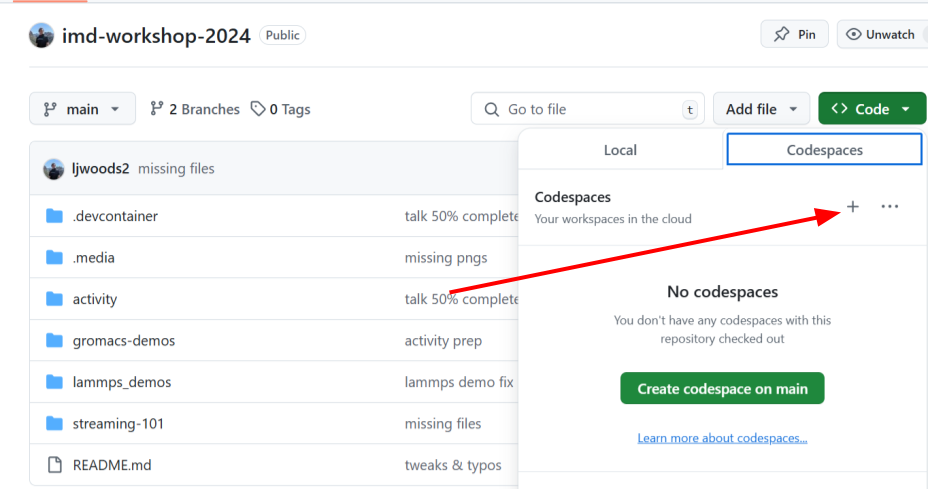 imd-workshop-2024 Public
Pin Unwatch
main 2 Branches 0 Tags Go to file t Add file Code
Local Codespaces
ljwoods2 missing files
Codespaces
Your workspaces in the cloud
.devcontainer talk 50% complete
.media missing pngs
activity talk 50% complete
gromacs-demos activity prep
lammps_demos lammps demo fix
streaming-101 missing files
README.md tweaks & typos
No codespaces
You don't have any codespaces with this
repository checked out
Create codespace on main
Learn more about codespaces...